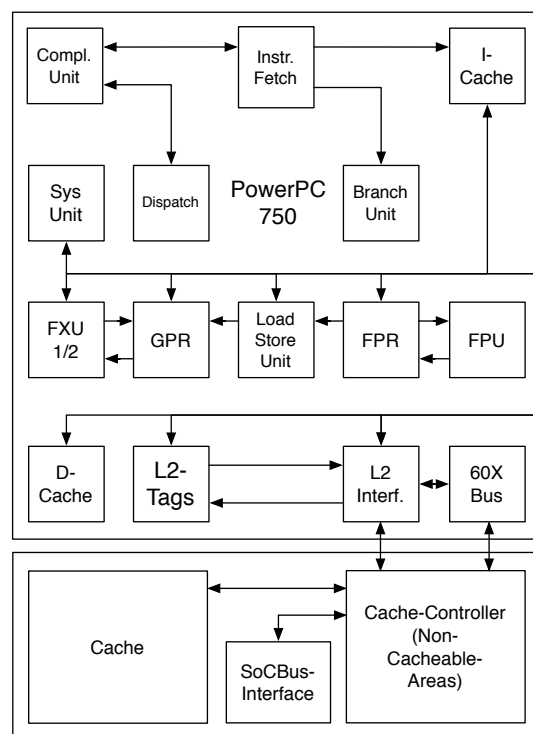 Compl.
Unit
Instr.
Fetch
I-
Cache
Sys
Unit
Dispatch
PowerPC
750
Branch
Unit
FXU
1/2
GPR
Load
Store
Unit
FPR
FPU
D-
Cache
L2-
Tags
L2
Interf.
60X
Bus
Cache
SoCBus-
Interface
Cache-Controller
(Non-
Cacheable-
Areas)